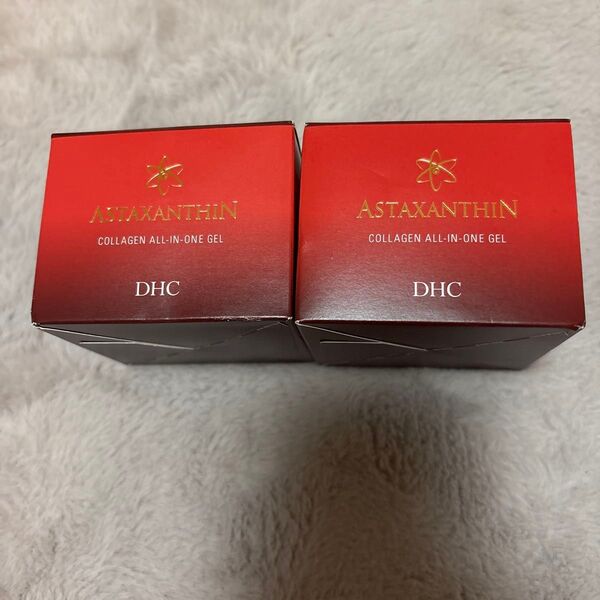 ASTAXANTHIN
COLLAGEN ALL-IN-ONE GEL
DHC
ASTAXANTHIN
COLLAGEN ALL-IN-ONE GEL
DHC